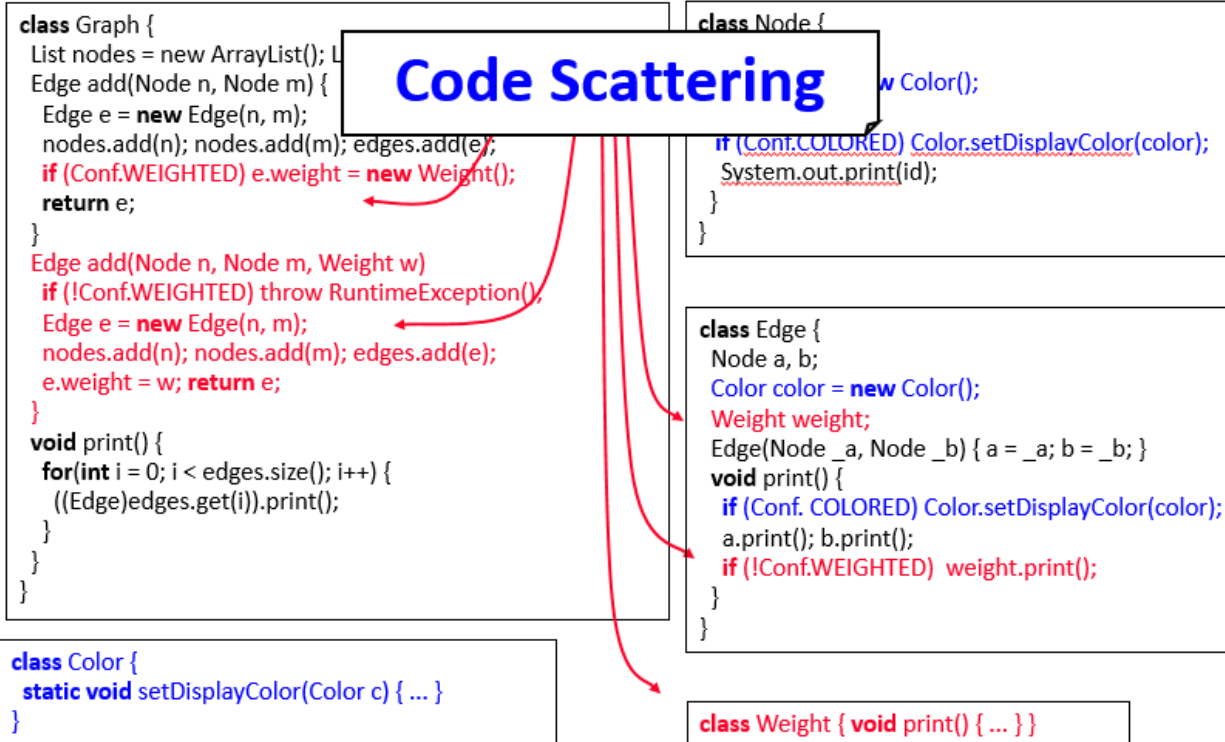 Code Scattering
class Graph {
List nodes = new ArrayList();
Edge add(Node n, Node m) {
Edge e = new Edge(n, m);
nodes.add(n); nodes.add(m); edges.add(e);
if (Conf.WEIGHTED) e.weight = new Weight();
return e;
}
Edge add(Node n, Node m, Weight w)
if (!Conf.WEIGHTED) throw RuntimeException();
Edge e = new Edge(n, m);
nodes.add(n); nodes.add(m); edges.add(e);
e.weight = w; return e;
}
void print() {
for(int i = 0; i < edges.size(); i++) {
((Edge)edges.get(i)).print();
}
}
}
class Node {
Color();
if (Conf.COLORED) Color.setDisplayColor(color);
System.out.print(id);
}
}
class Edge {
Node a, b;
Color color = new Color();
Weight weight;
Edge(Node _a, Node _b) { a = _a; b = _b; }
void print() {
if (Conf. COLORED) Color.setDisplayColor(color);
a.print(); b.print();
if (!Conf.WEIGHTED) weight.print();
}
}
class Color {
static void setDisplayColor(Color c) { ... }
}
class Weight { void print() { ... } }